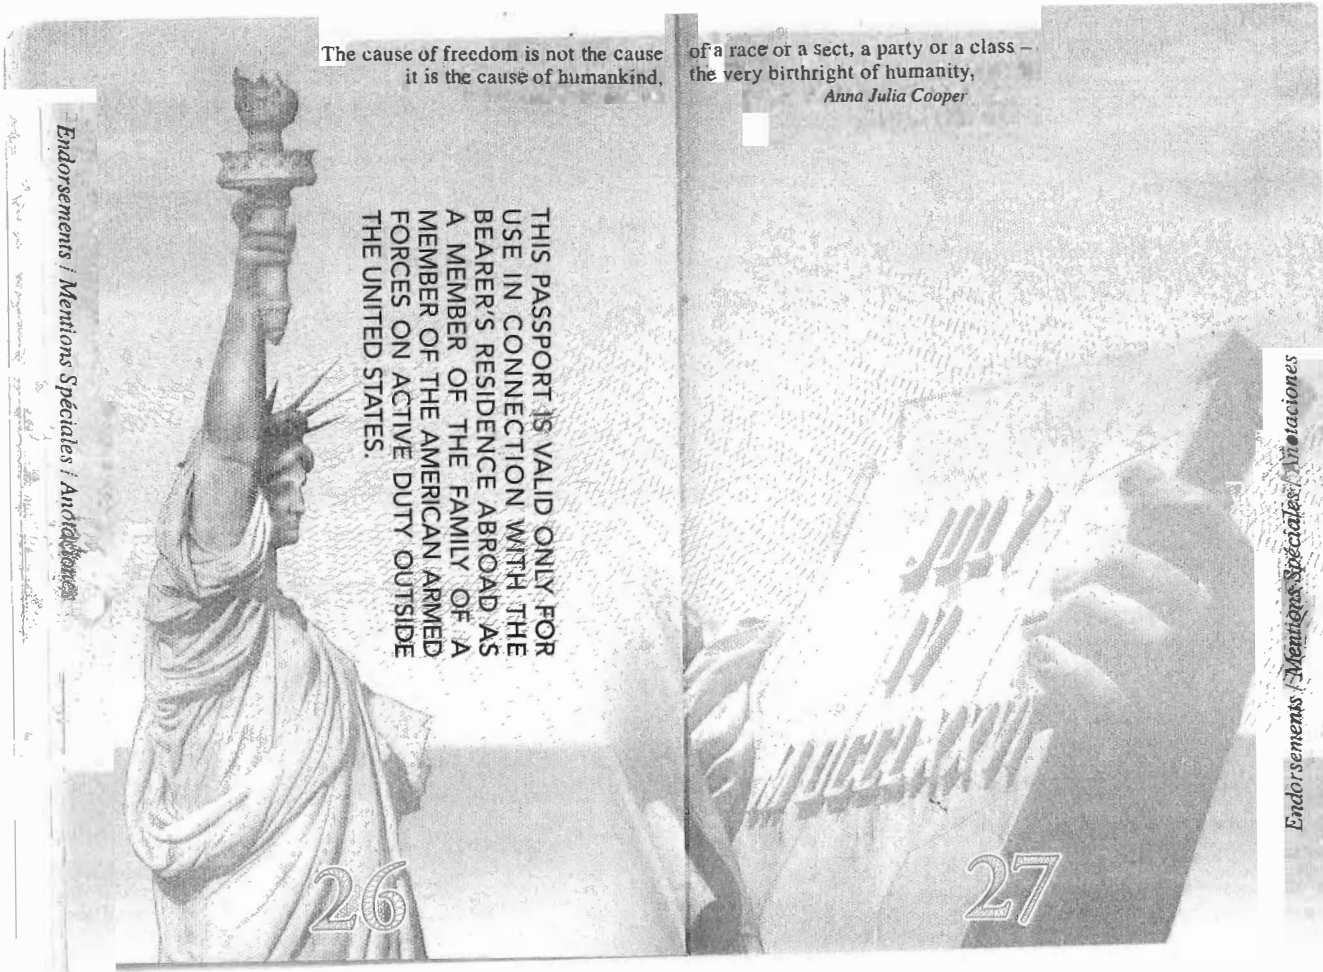 The cause of freedom is not the cause of a race or a sect, a party or a class –
it is the cause of humankind, the very birthright of humanity,
Anna Julia Cooper
Endorsements / Mentions Spéciales / Anotaciones
THIS PASSPORT IS VALID ONLY FOR
USE IN CONNECTION WITH THE
BEARER'S RESIDENCE ABROAD AS
A MEMBER OF THE FAMILY OF A
MEMBER OF THE AMERICAN ARMED
FORCES ON ACTIVE DUTY OUTSIDE
THE UNITED STATES.
26
JULY
IV
MDCCLXXVI
27
Endorsements / Mentions Spéciales / Anotaciones